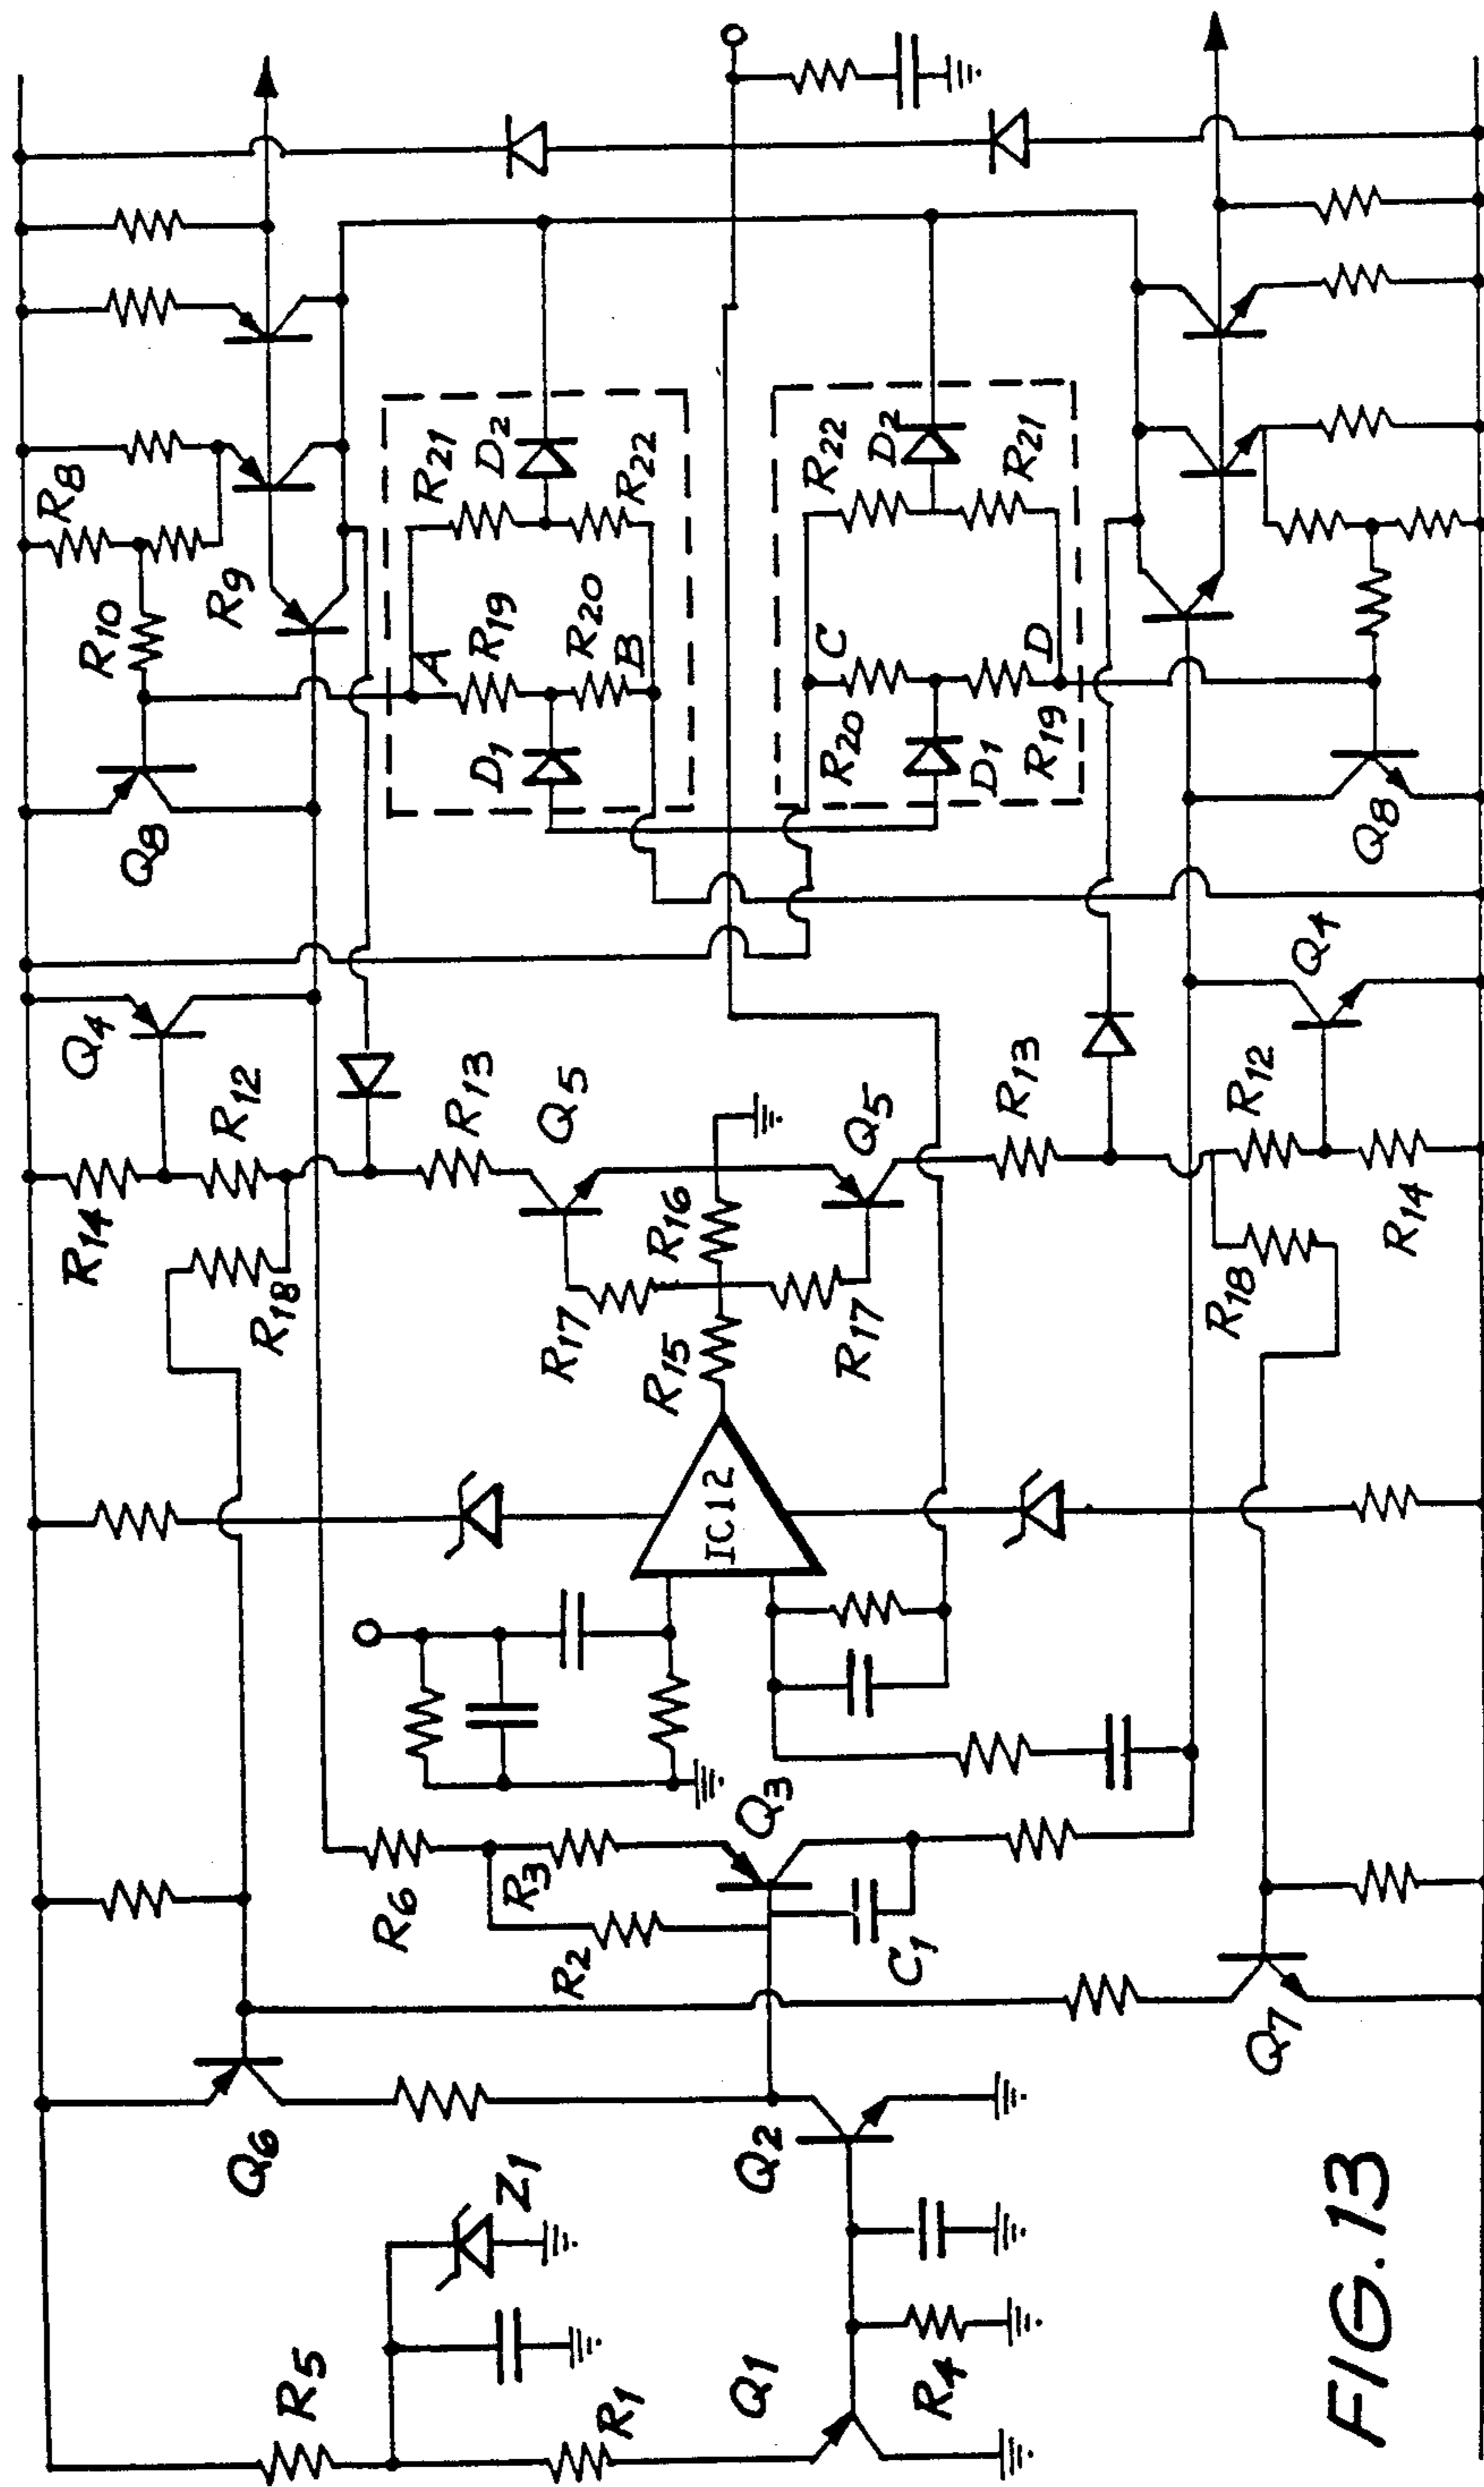 R8
R10
R9
Q8
Q4
R21
D2
R22
A
R19
R20
B
D1
R14
R12
R13
R18
Q5
R22
D2
R21
C
R20
D
R19
D1
R17
R16
R15
R17
Q5
IC12
R13
R12
Q4
R14
R18
Q8
R6
R3
R2
Q3
C1
Q6
Q2
Q7
Z1
R5
R1
Q1
R4
FIG. 13